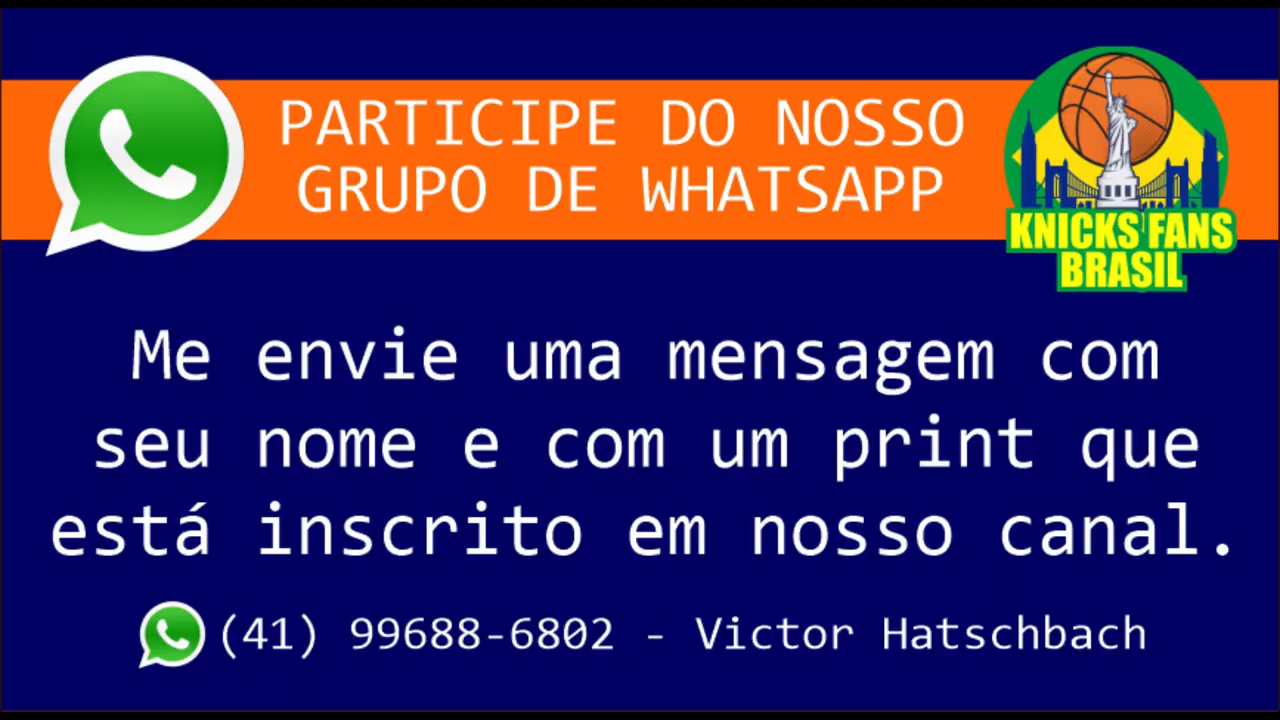 PARTICIPE DO NOSSO
GRUPO DE WHATSAPP
KNICKS FANS
BRASIL
Me envie uma mensagem com
seu nome e com um print que
está inscrito em nosso canal.
(41) 99688-6802 - Victor Hatschbach